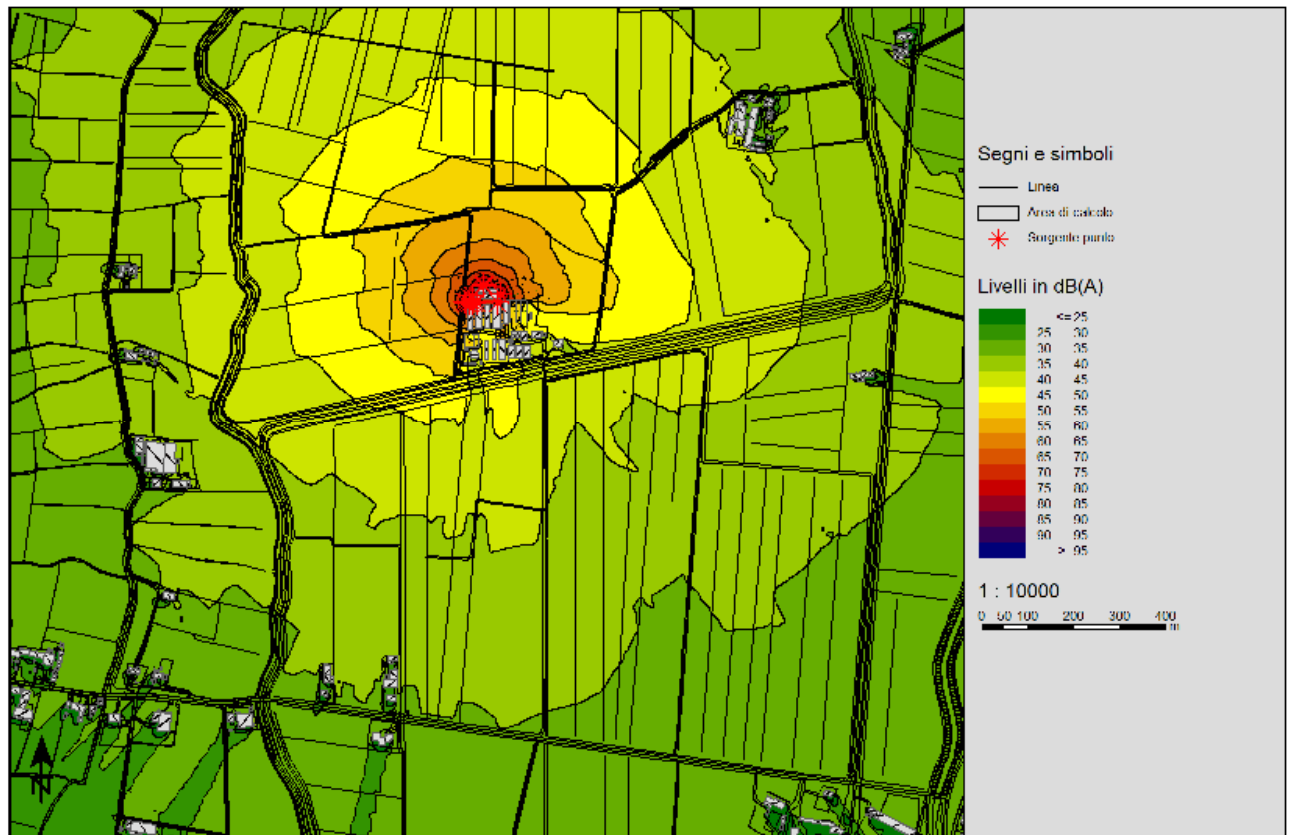 Segni e simboli
Linea
Area di calcolo
Sorgente punto
Livelli in dB(A)
<= 25
25 30
30 35
35 40
40 45
45 50
50 55
55 60
60 65
65 70
70 75
75 80
80 85
85 90
90 95
> 95
1 : 10000
0 50 100 200 300 400
m
N